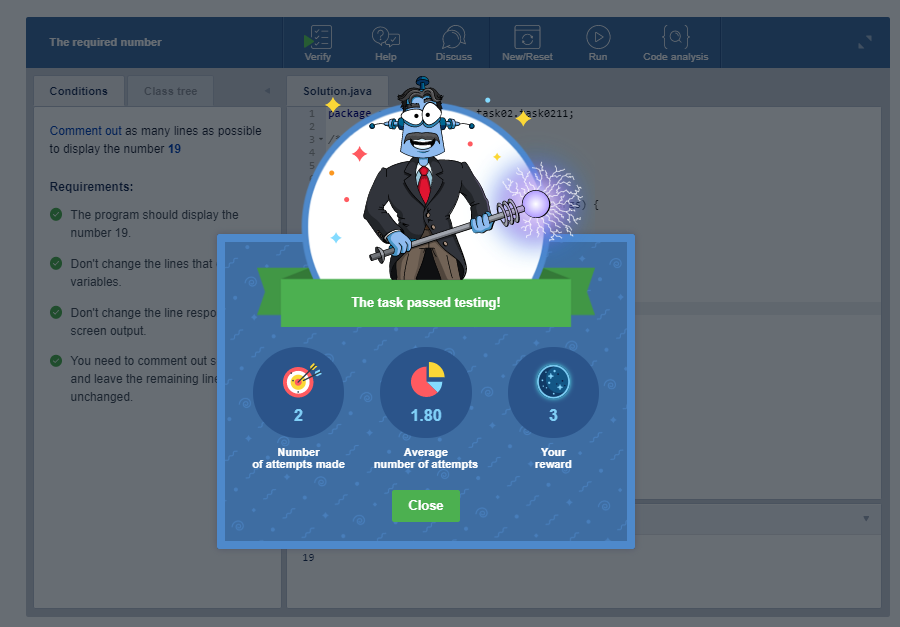 The required number
Verify
Help
Discuss
New/Reset
Run
Code analysis
Conditions
Class tree
Solution.java
Comment out as many lines as possible
to display the number 19
Requirements:
The program should display the
number 19.
Don't change the lines that
variables.
Don't change the line respo
screen output.
You need to comment out s
and leave the remaining line
unchanged.
1 package task02.task0211;
2
3 /*
4
5
) {
The task passed testing!
2
Number
of attempts made
1.80
Average
number of attempts
3
Your
reward
Close
19